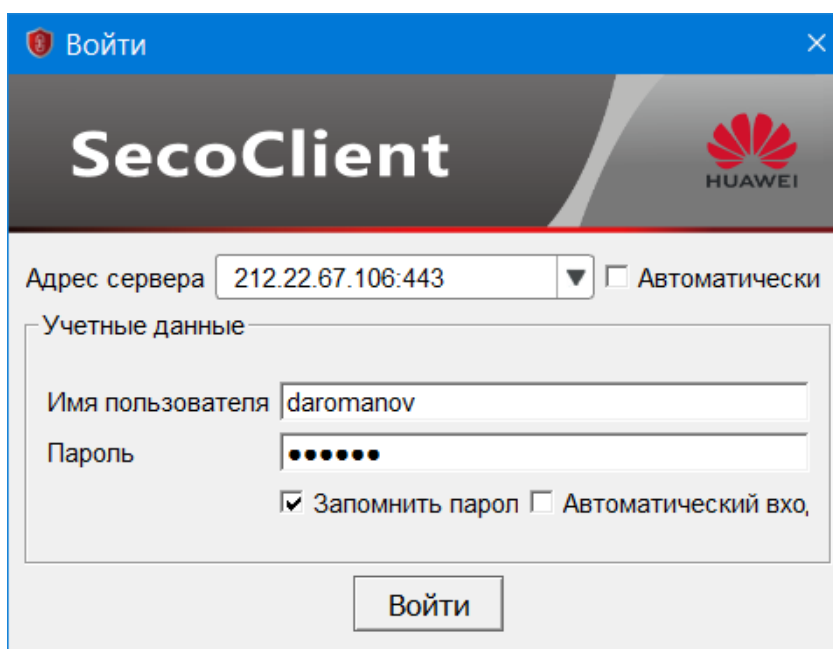 Войти
SecoClient
HUAWEI
Адрес сервера 212.22.67.106:443 Автоматически
Учетные данные
Имя пользователя daromanov
Пароль ••••••
Запомнить парол Автоматический вхо
Войти